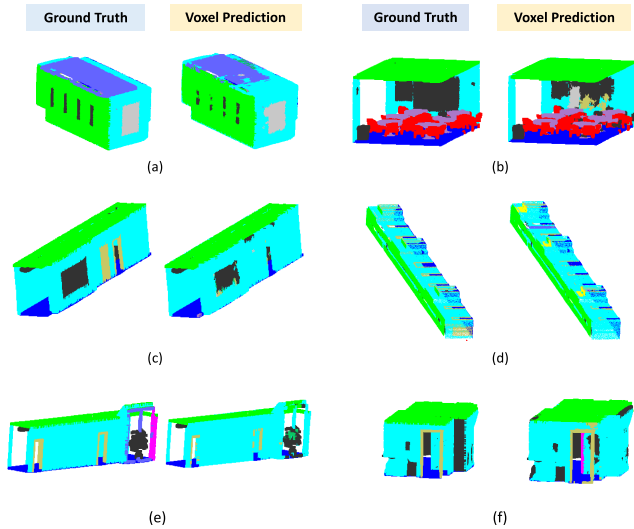 Ground Truth Voxel Prediction Ground Truth Voxel Prediction
(a) (b)
(c) (d)
(e) (f)